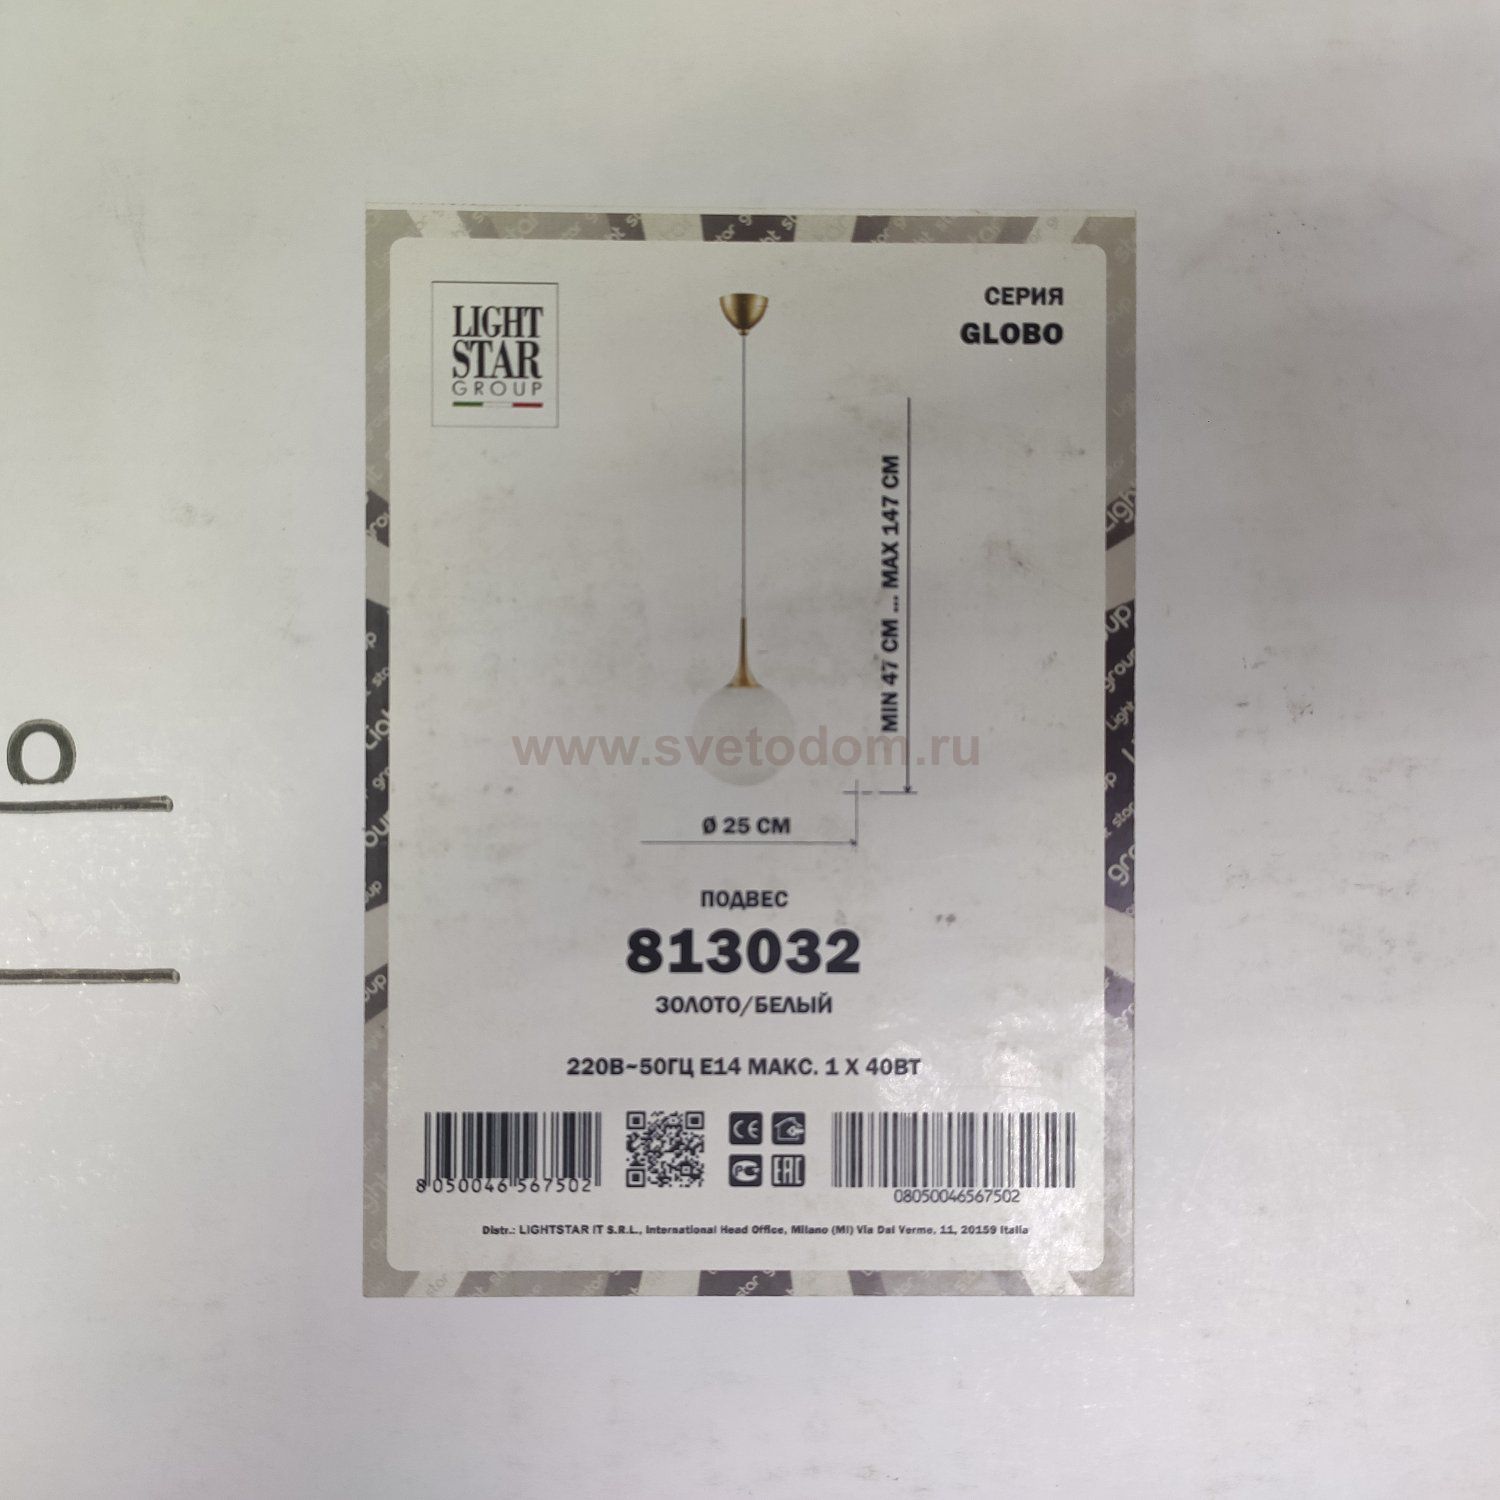 LIGHT
STAR
GROUP
СЕРИЯ
GLOBO
MIN 47 CM ... MAX 147 CM
www.svetodom.ru
Ø 25 CM
O
ПОДВЕС
813032
ЗОЛОТО/БЕЛЫЙ
220В~50ГЦ E14 МАКС. 1 X 40ВТ
CE
EAC
8 050046 567502
08050046567502
Distr.: LIGHTSTAR IT S.R.L., International Head Office, Milano (MI) Via Dal Verme, 11, 20159 Italia